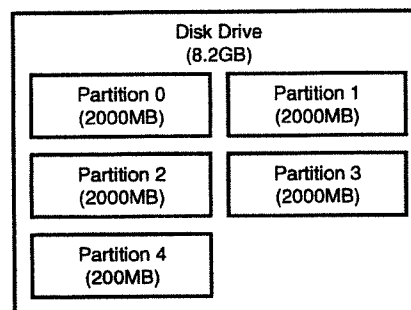 Disk Drive
(8.2GB)
Partition 0
(2000MB)
Partition 1
(2000MB)
Partition 2
(2000MB)
Partition 3
(2000MB)
Partition 4
(200MB)